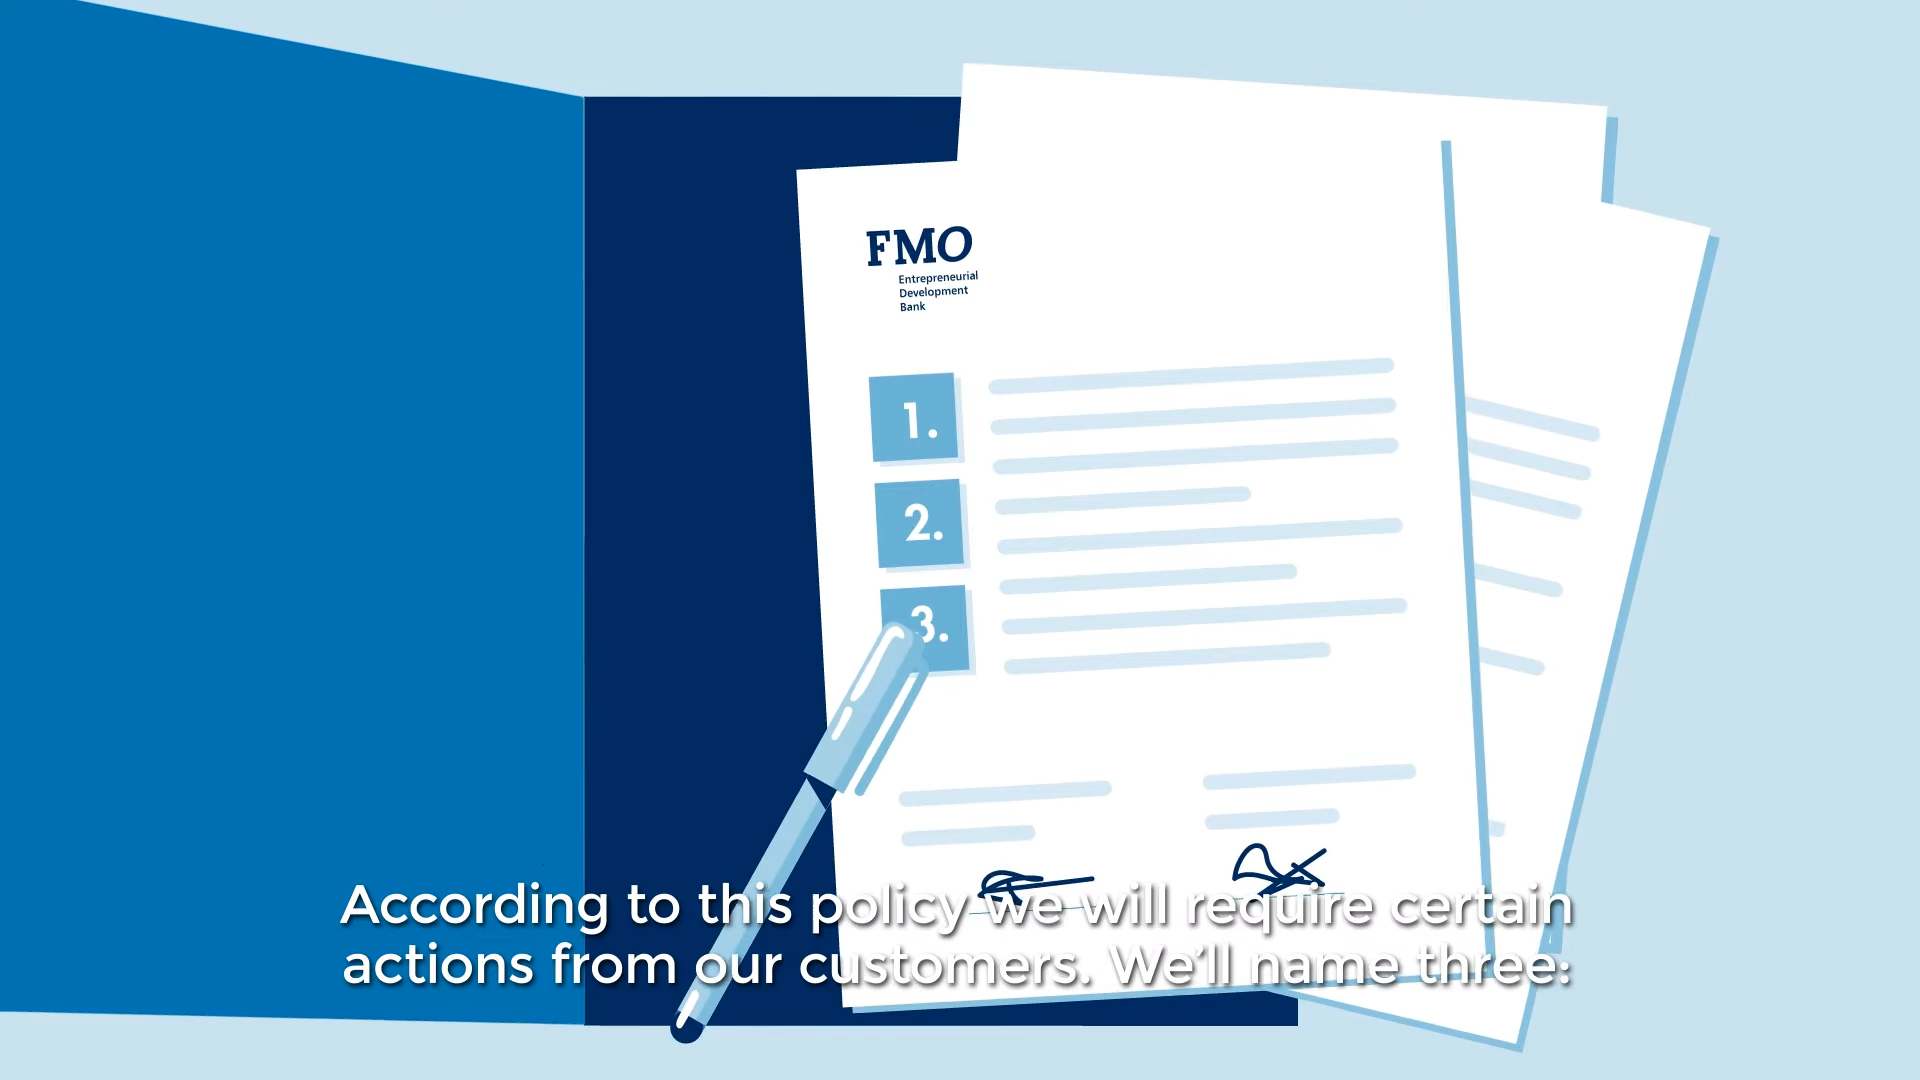 FMO
Entrepreneurial
Development
Bank
1.
2.
3.
According to this policy we will require certain
actions from our customers. We'll name three: